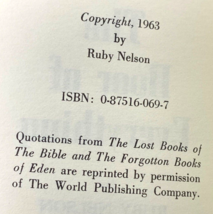 Copyright, 1963
by
Ruby Nelson
ISBN: 0-87516-069-7
Quotations from The Lost Books of
The Bible and The Forgotton Books
of Eden are reprinted by permission
of The World Publishing Company.